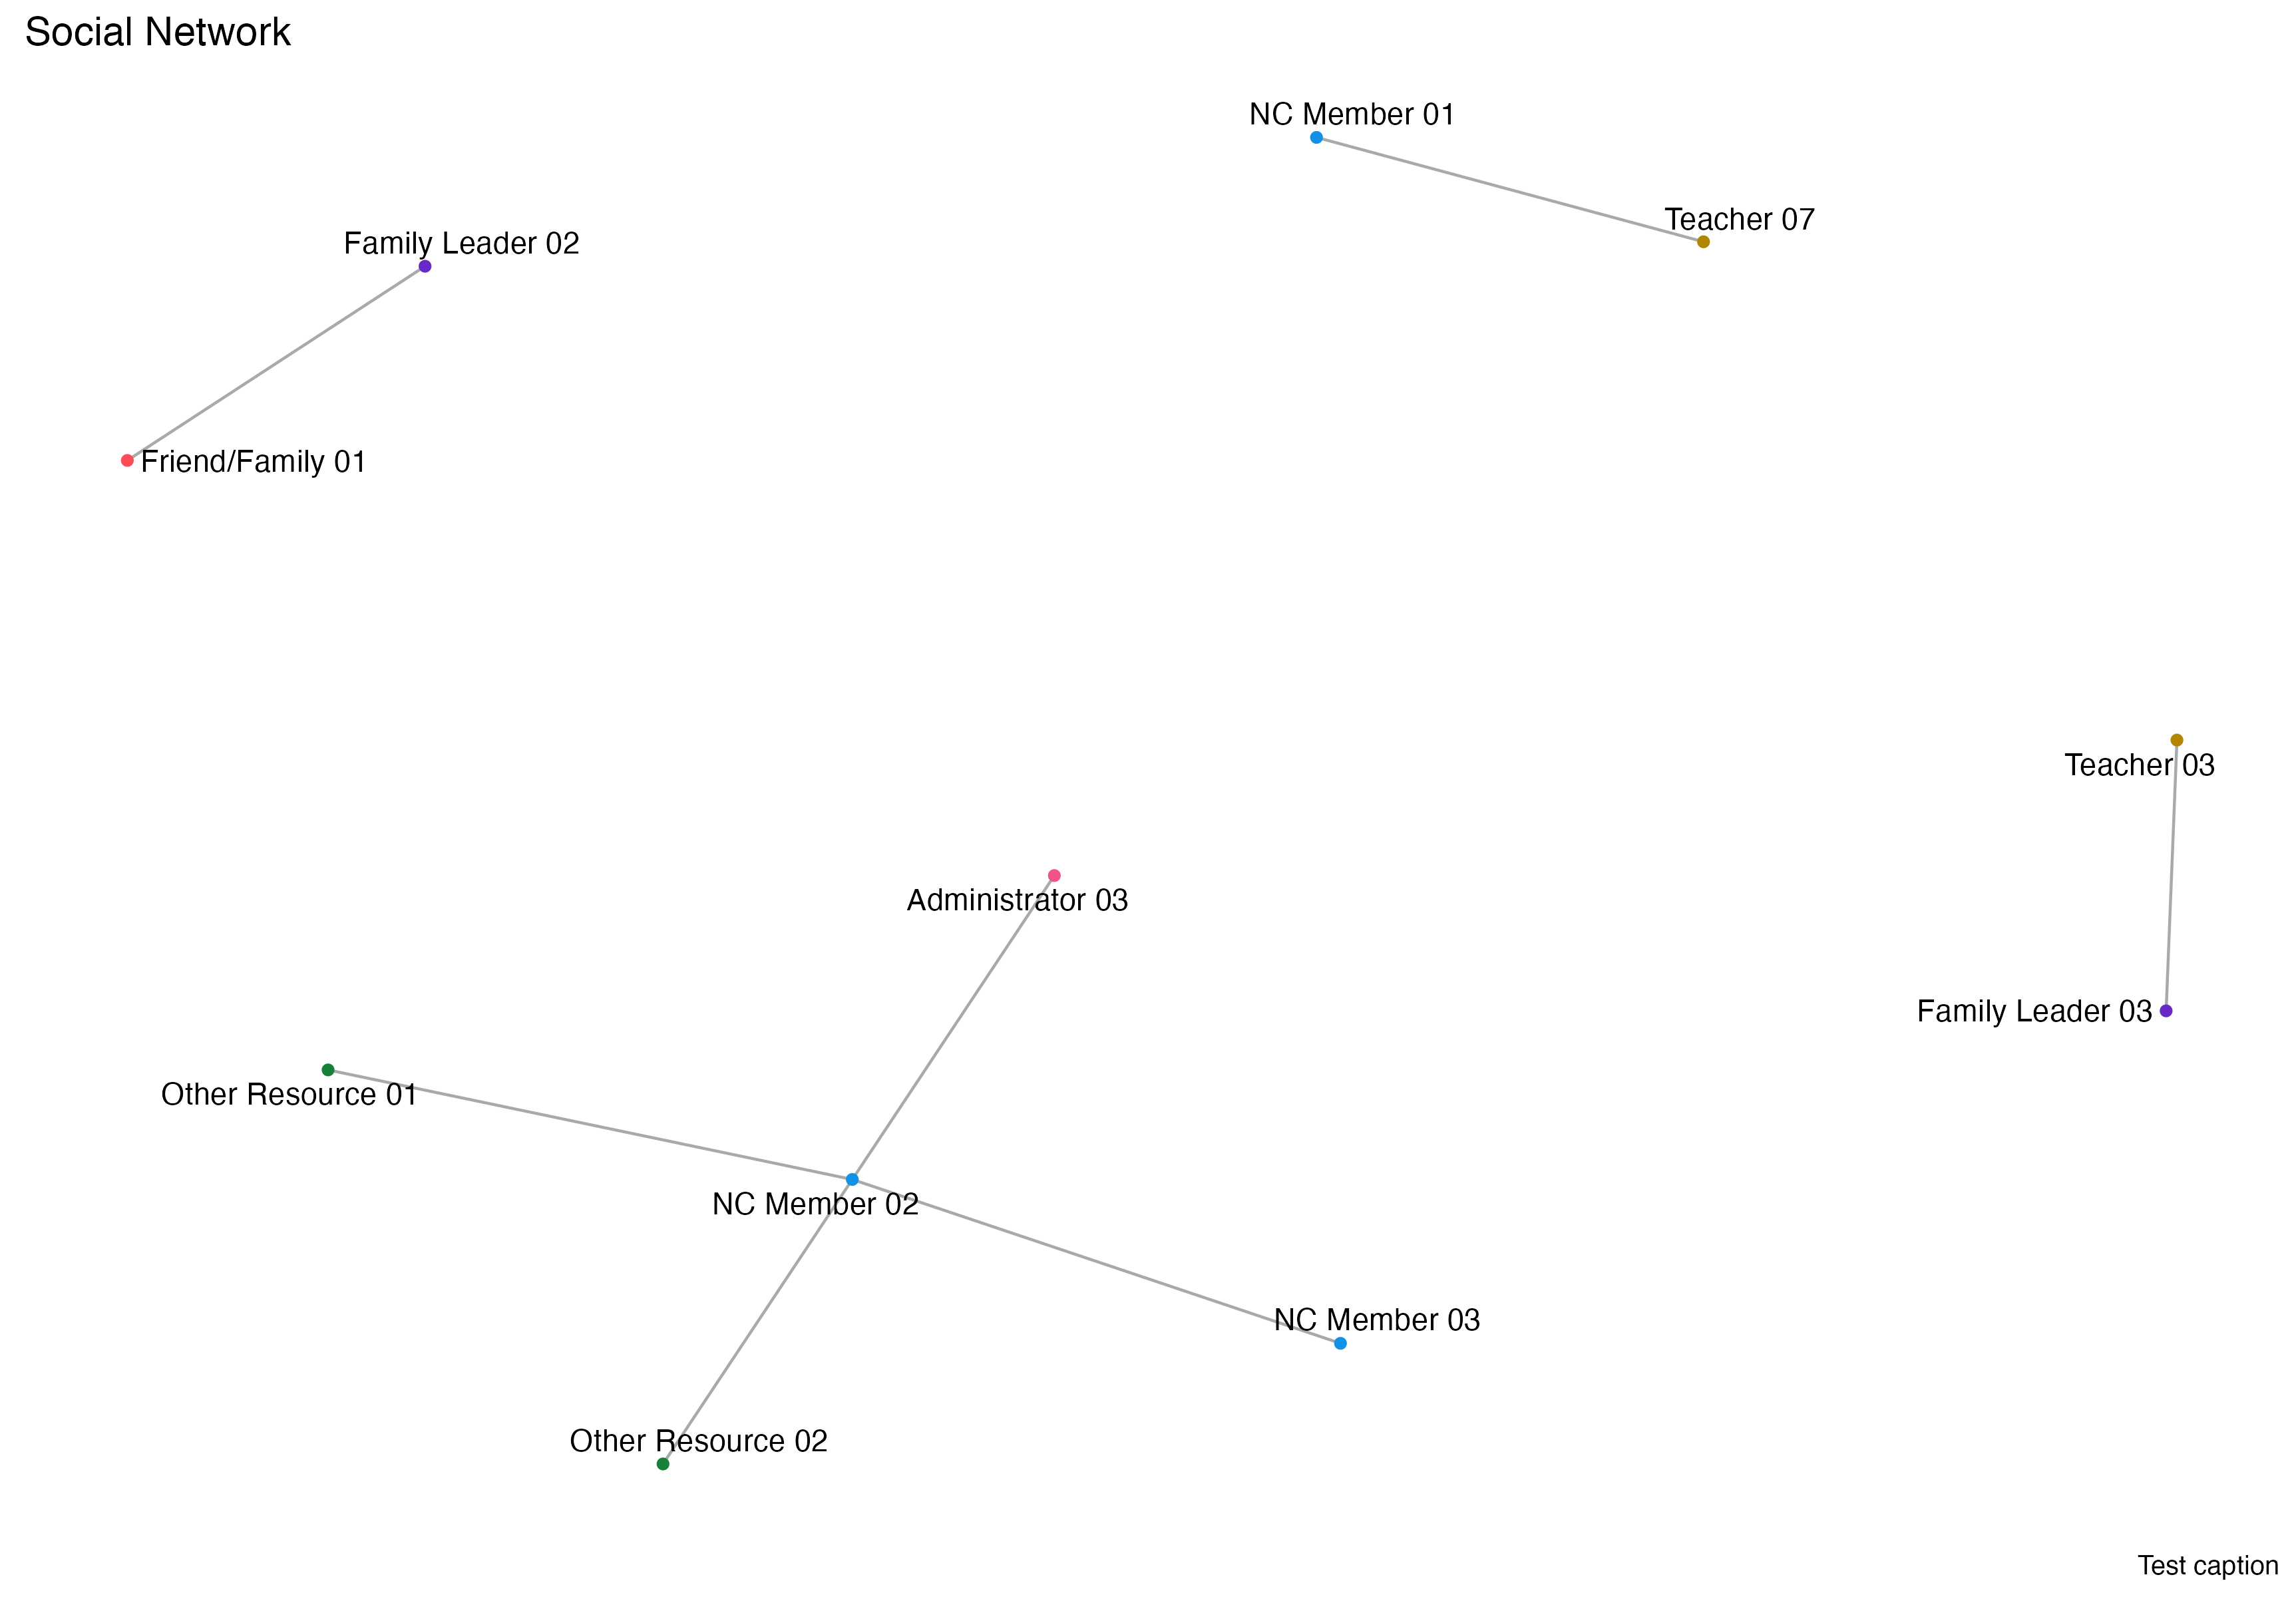 Social Network
NC Member 01
Teacher 07
Family Leader 02
Friend/Family 01
Teacher 03
Administrator 03
Family Leader 03
Other Resource 01
NC Member 02
NC Member 03
Other Resource 02
Test caption